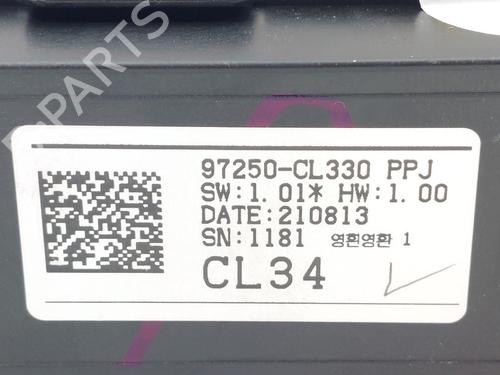 B-PARTS
97250-CL330 PPJ
SW:1.01* HW:1.00
DATE:210813
SN:1181 영흰영환 1
CL34